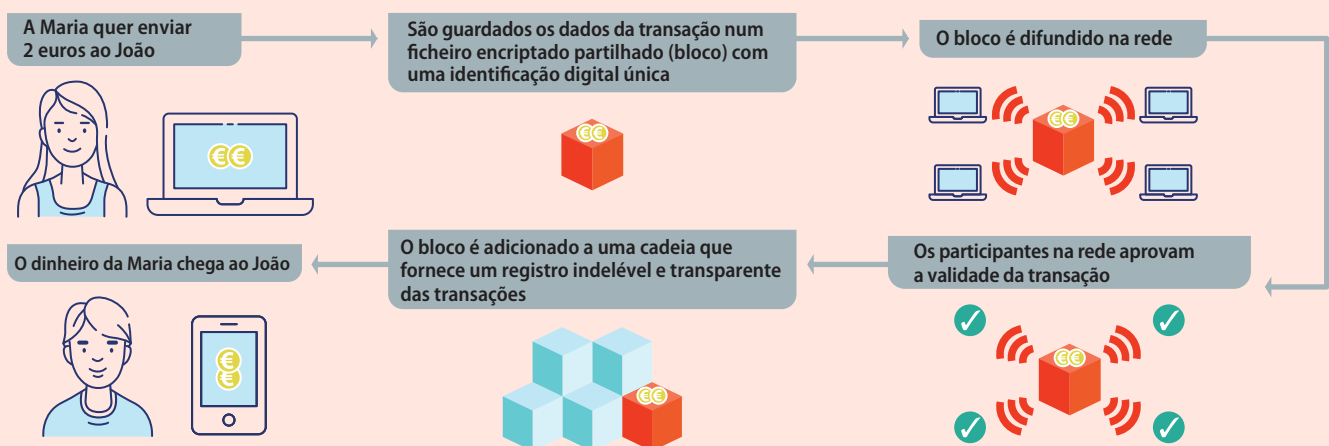 A Maria quer enviar
2 euros ao João
São guardados os dados da transação num
ficheiro encriptado partilhado (bloco) com
uma identificação digital única
O bloco é difundido na rede
Os participantes na rede aprovam
a validade da transação
O bloco é adicionado a uma cadeia que
fornece um registro indelével e transparente
das transações
O dinheiro da Maria chega ao João